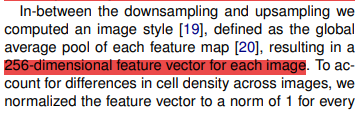 In-between the downsampling and upsampling we
computed an image style [19], defined as the global
average pool of each feature map [20], resulting in a
256-dimensional feature vector for each image. To ac-
count for differences in cell density across images, we
normalized the feature vector to a norm of 1 for every